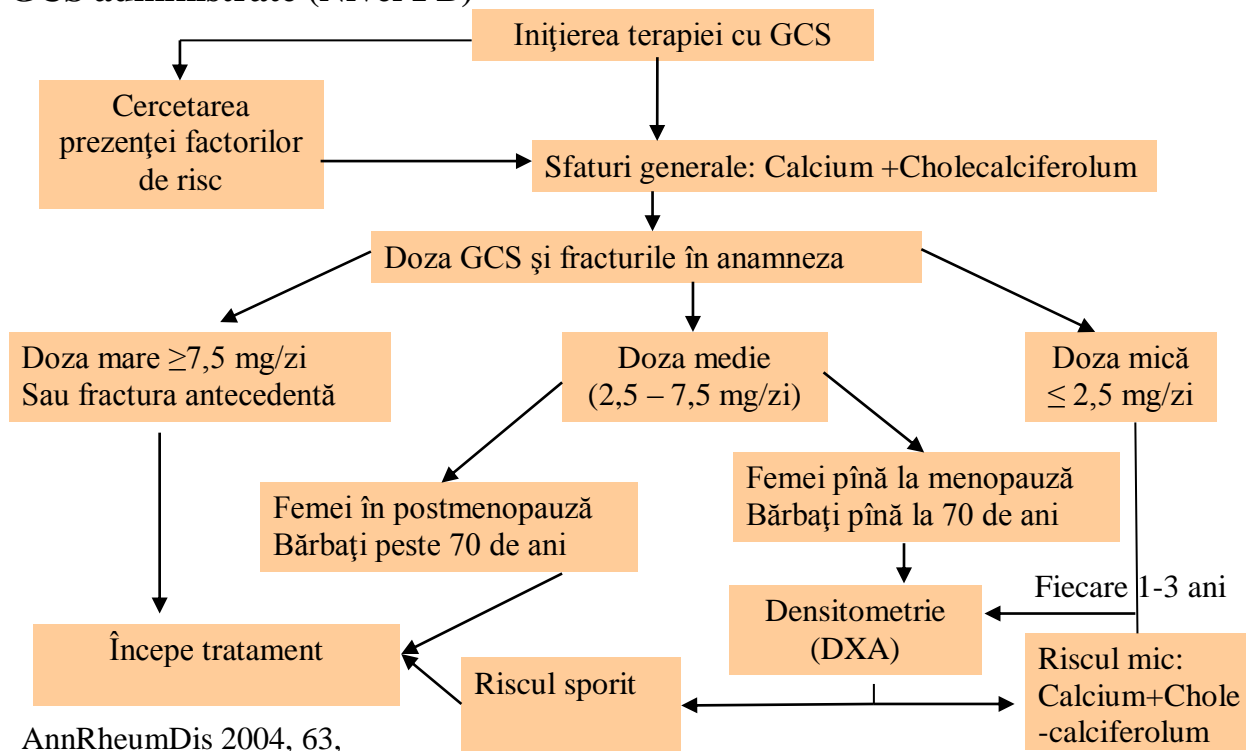 Iniţierea terapiei cu GCS
Cercetarea
prezenţei factorilor
de risc
Sfaturi generale: Calcium +Cholecalciferolum
Doza GCS şi fracturile în anamneza
Doza mare ≥7,5 mg/zi
Sau fractura antecedentă
Doza medie
(2,5 – 7,5 mg/zi)
Doza mică
≤ 2,5 mg/zi
Femei în postmenopauză
Bărbaţi peste 70 de ani
Femei pînă la menopauză
Bărbaţi pînă la 70 de ani
Fiecare 1-3 ani
Densitometrie
(DXA)
Începe tratament
Riscul sporit
Riscul mic:
Calcium+Chole
-calciferolum
AnnRheumDis 2004, 63,